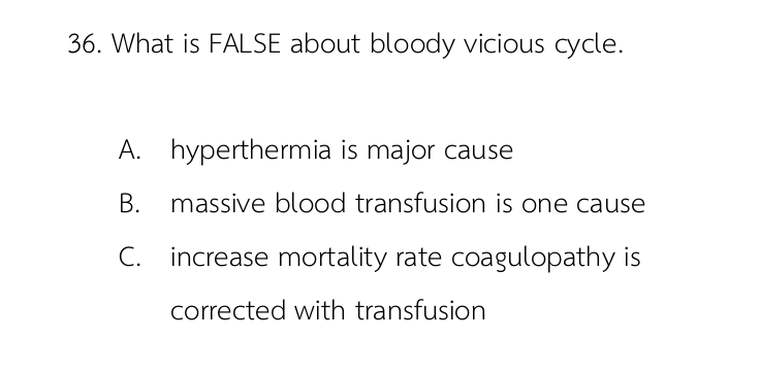 36. What is FALSE about bloody vicious cycle.
A. hyperthermia is major cause
B. massive blood transfusion is one cause
C. increase mortality rate coagulopathy is
corrected with transfusion